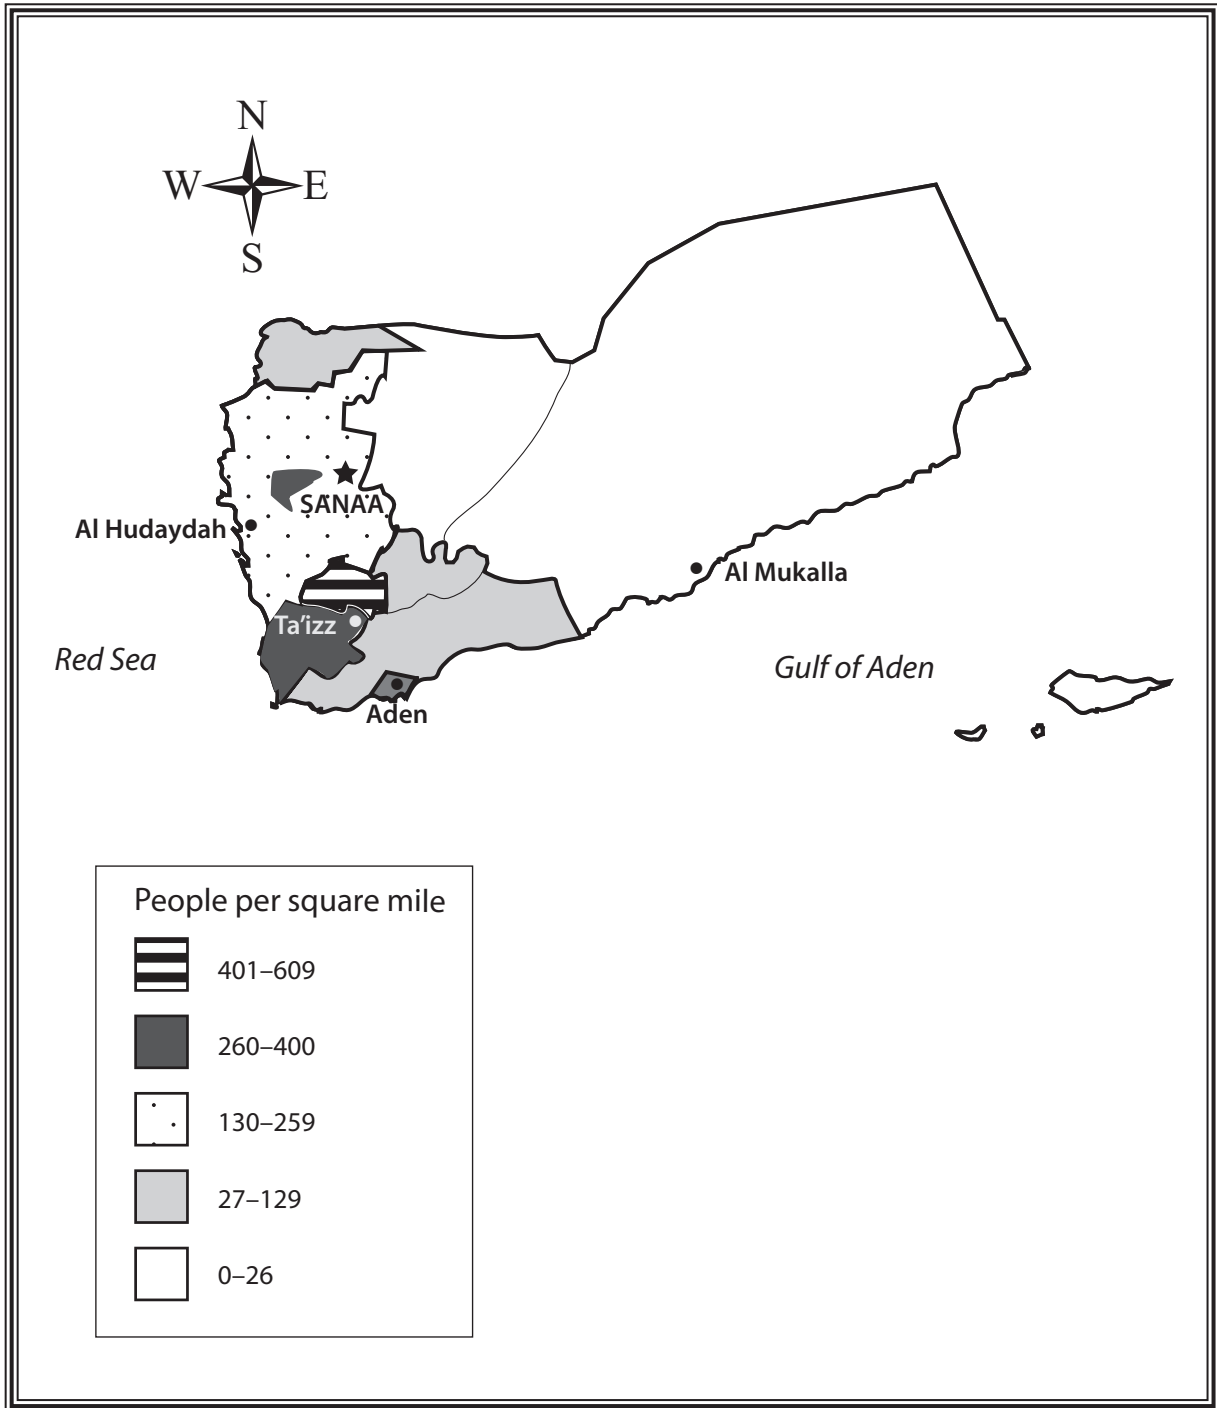 N
W E
S
SANA'A
Al Hudaydah
Al Mukalla
Ta'izz
Red Sea
Gulf of Aden
Aden
People per square mile
401–609
260–400
130–259
27–129
0–26